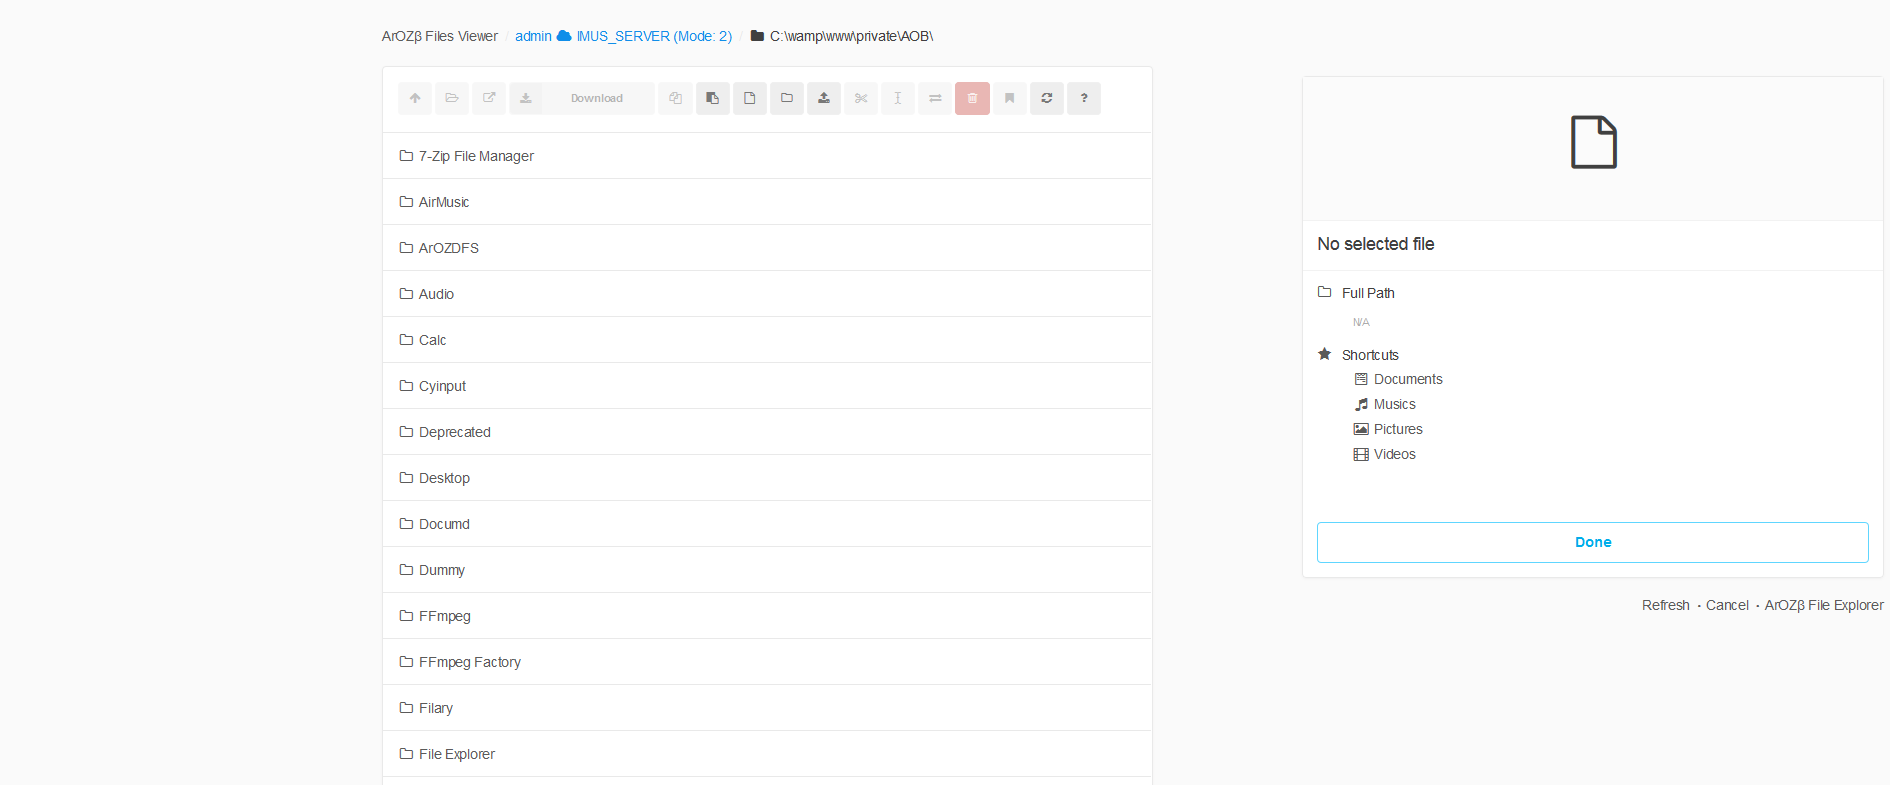 ArOZβ Files Viewer / admin IMUS_SERVER (Mode: 2) / C:\wamp\www\private\AOB\
Download
?
7-Zip File Manager
AirMusic
ArOZDFS
Audio
Calc
Cyinput
Deprecated
Desktop
Documd
Dummy
FFmpeg
FFmpeg Factory
Filary
File Explorer
No selected file
Full Path
N/A
Shortcuts
Documents
Musics
Pictures
Videos
Done
Refresh · Cancel · ArOZβ File Explorer